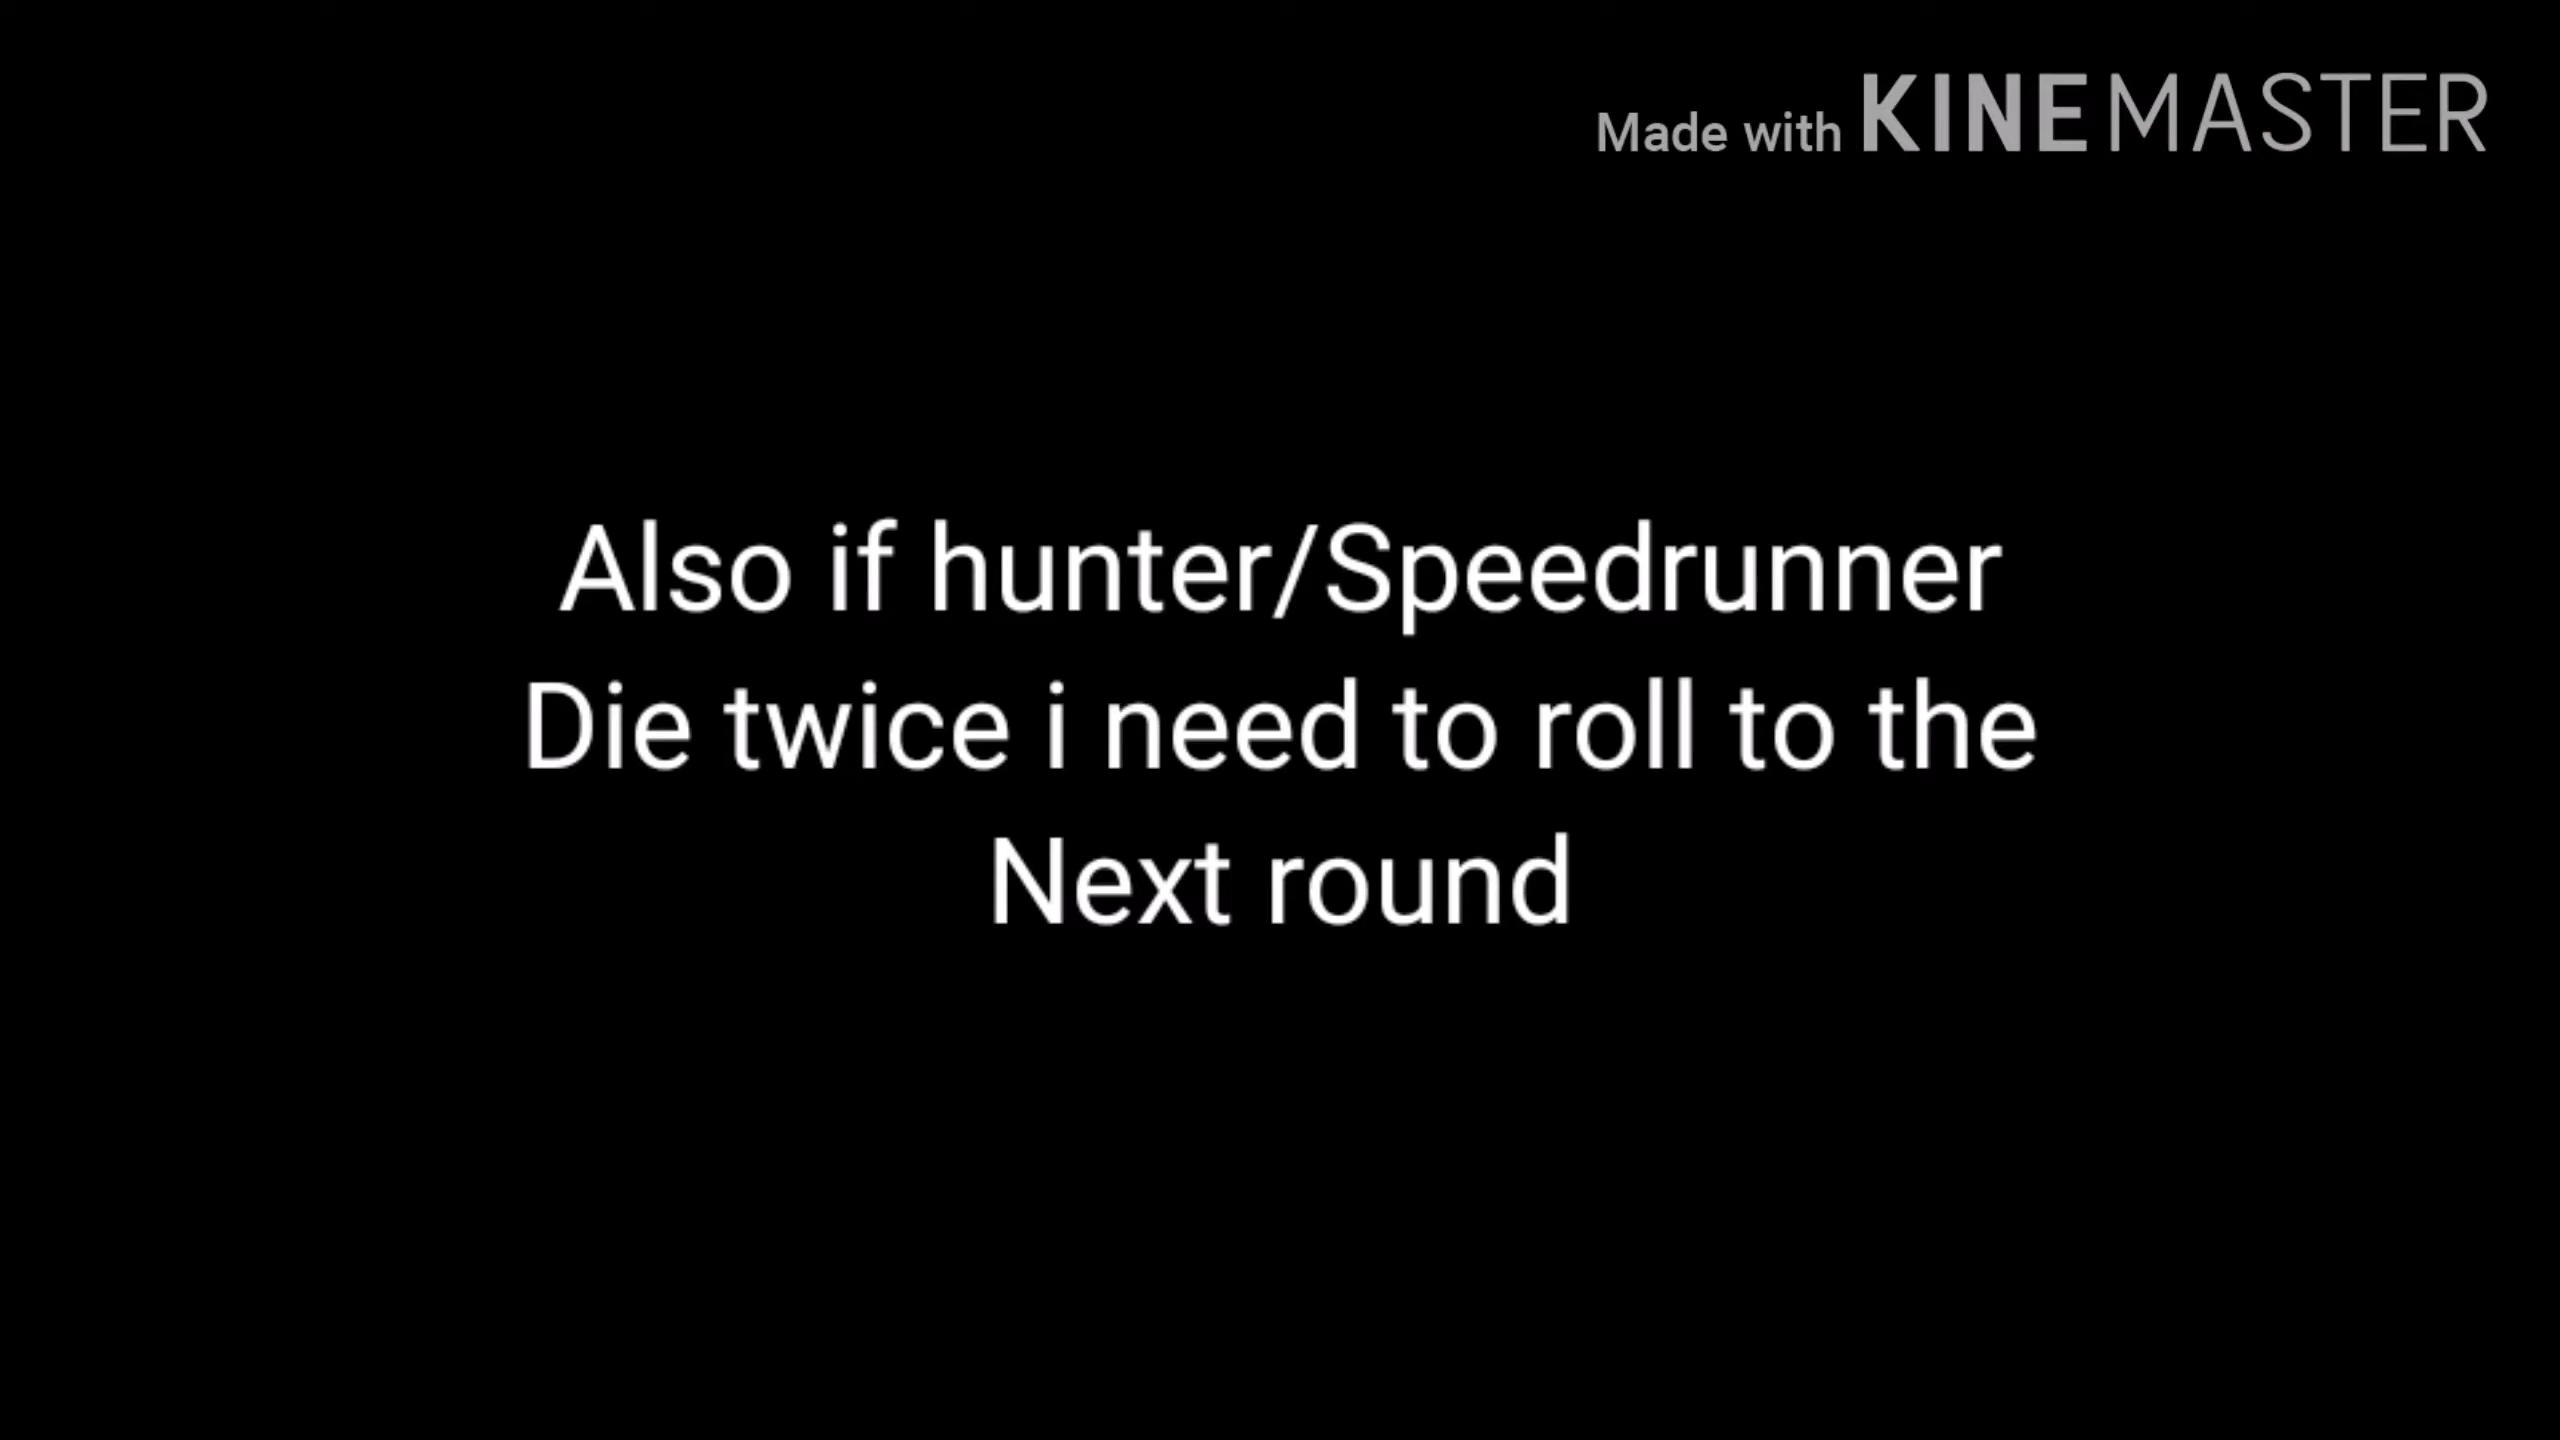 Made with KINEMASTER
Also if hunter/Speedrunner
Die twice i need to roll to the
Next round